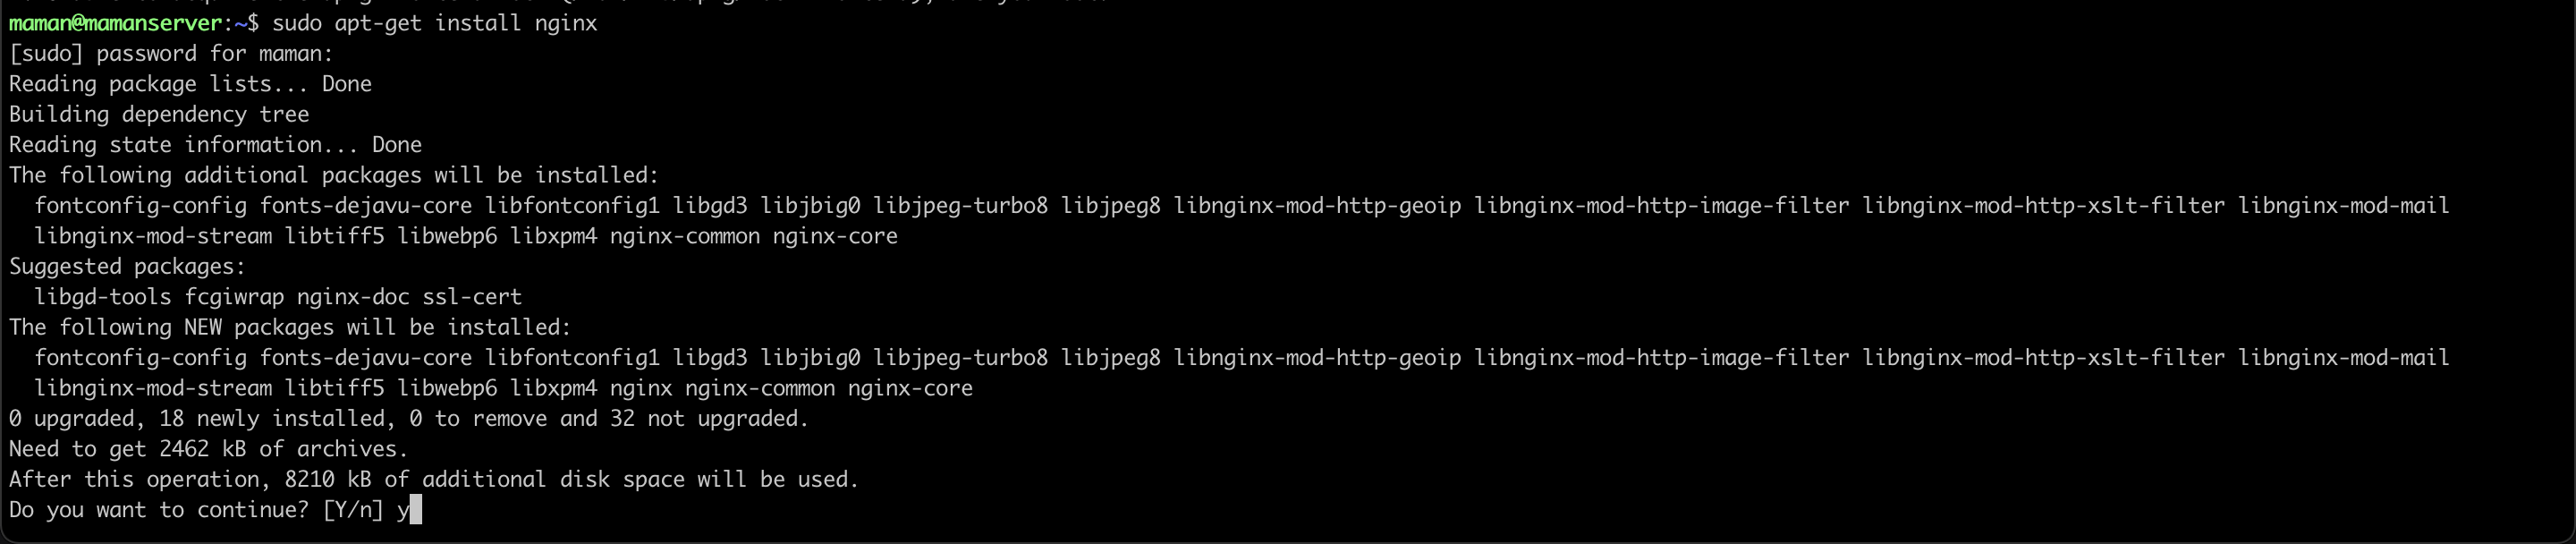 maman@mamanserver:~$ sudo apt-get install nginx
[sudo] password for maman:
Reading package lists... Done
Building dependency tree
Reading state information... Done
The following additional packages will be installed:
  fontconfig-config fonts-dejavu-core libfontconfig1 libgd3 libjbig0 libjpeg-turbo8 libjpeg8 libnginx-mod-http-geoip libnginx-mod-http-image-filter libnginx-mod-http-xslt-filter libnginx-mod-mail
  libnginx-mod-stream libtiff5 libwebp6 libxpm4 nginx-common nginx-core
Suggested packages:
  libgd-tools fcgiwrap nginx-doc ssl-cert
The following NEW packages will be installed:
  fontconfig-config fonts-dejavu-core libfontconfig1 libgd3 libjbig0 libjpeg-turbo8 libjpeg8 libnginx-mod-http-geoip libnginx-mod-http-image-filter libnginx-mod-http-xslt-filter libnginx-mod-mail
  libnginx-mod-stream libtiff5 libwebp6 libxpm4 nginx nginx-common nginx-core
0 upgraded, 18 newly installed, 0 to remove and 32 not upgraded.
Need to get 2462 kB of archives.
After this operation, 8210 kB of additional disk space will be used.
Do you want to continue? [Y/n] y